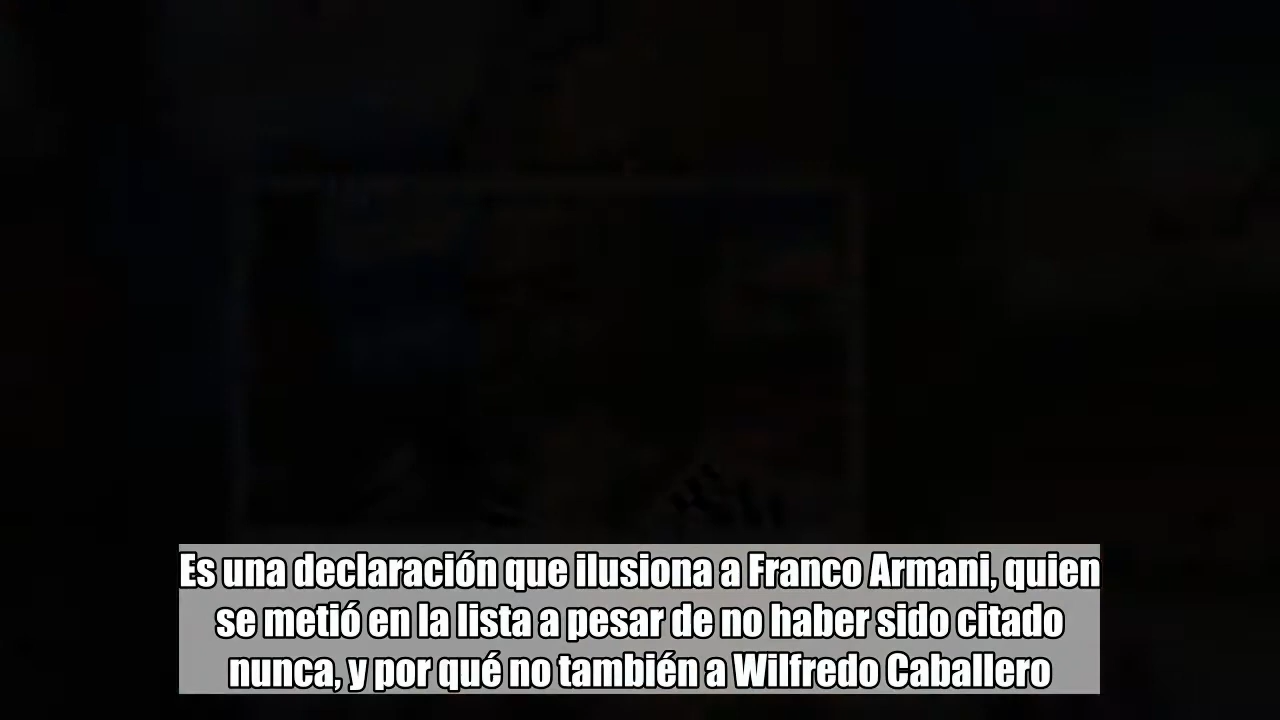 Es una declaración que ilusiona a Franco Armani, quien
se metió en la lista a pesar de no haber sido citado
nunca, y por qué no también a Wilfredo Caballero